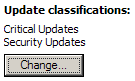 Update classifications:
Critical Updates
Security Updates
Change...